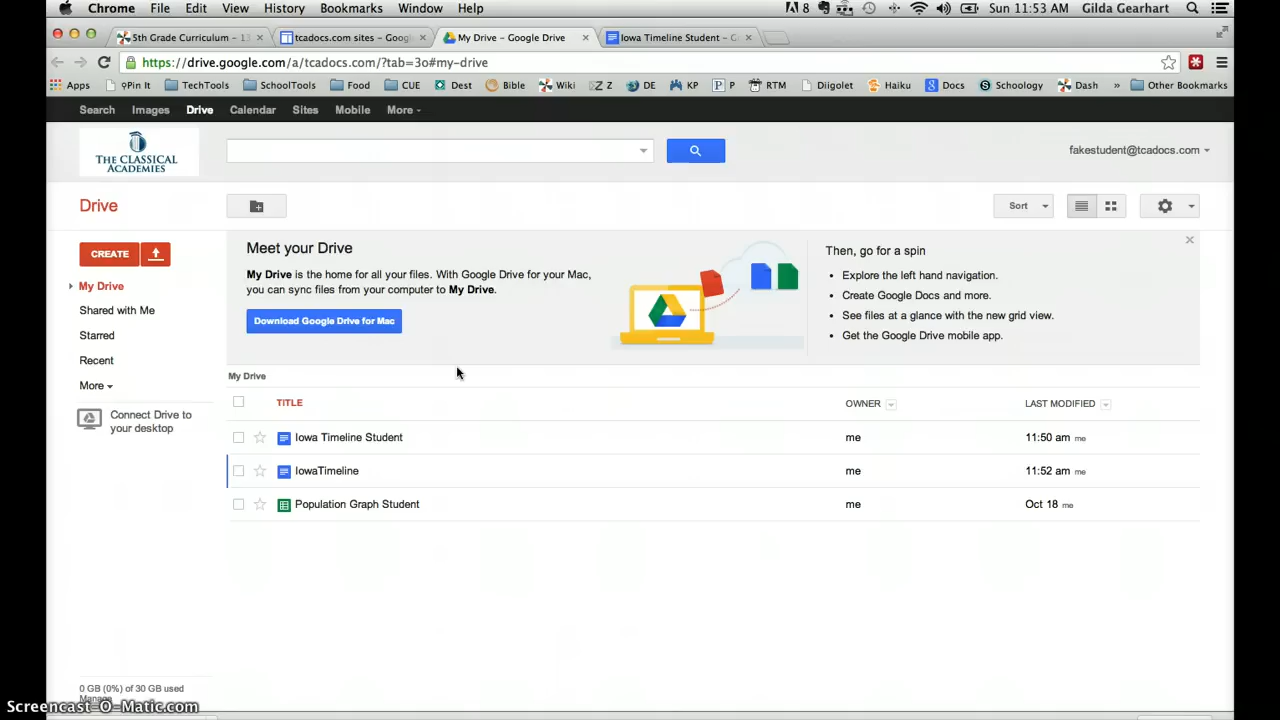 Chrome File Edit View History Bookmarks Window Help 8 Sun 11:53 AM Gilda Gearhart
5th Grade Curriculum - 13 tcadocs.com sites - Google My Drive - Google Drive Iowa Timeline Student - G
https://drive.google.com/a/tcadocs.com/?tab=3o#my-drive
Apps Pin It TechTools SchoolTools Food CUE Dest Bible Wiki Z DE KP P RTM Diigolet Haiku Docs Schoology Dash » Other Bookmarks
Search Images Drive Calendar Sites Mobile More
THE CLASSICAL
ACADEMIES
fakestudent@tcadocs.com
Drive
Sort
CREATE
My Drive
Shared with Me
Starred
Recent
More
Connect Drive to
your desktop
Meet your Drive
My Drive is the home for all your files. With Google Drive for your Mac,
you can sync files from your computer to My Drive.
Download Google Drive for Mac
Then, go for a spin
• Explore the left hand navigation.
• Create Google Docs and more.
• See files at a glance with the new grid view.
• Get the Google Drive mobile app.
My Drive
TITLE OWNER LAST MODIFIED
Iowa Timeline Student me 11:50 am me
IowaTimeline me 11:52 am me
Population Graph Student me Oct 18 me
0 GB (0%) of 30 GB used
Manage
Screencast-O-Matic.com